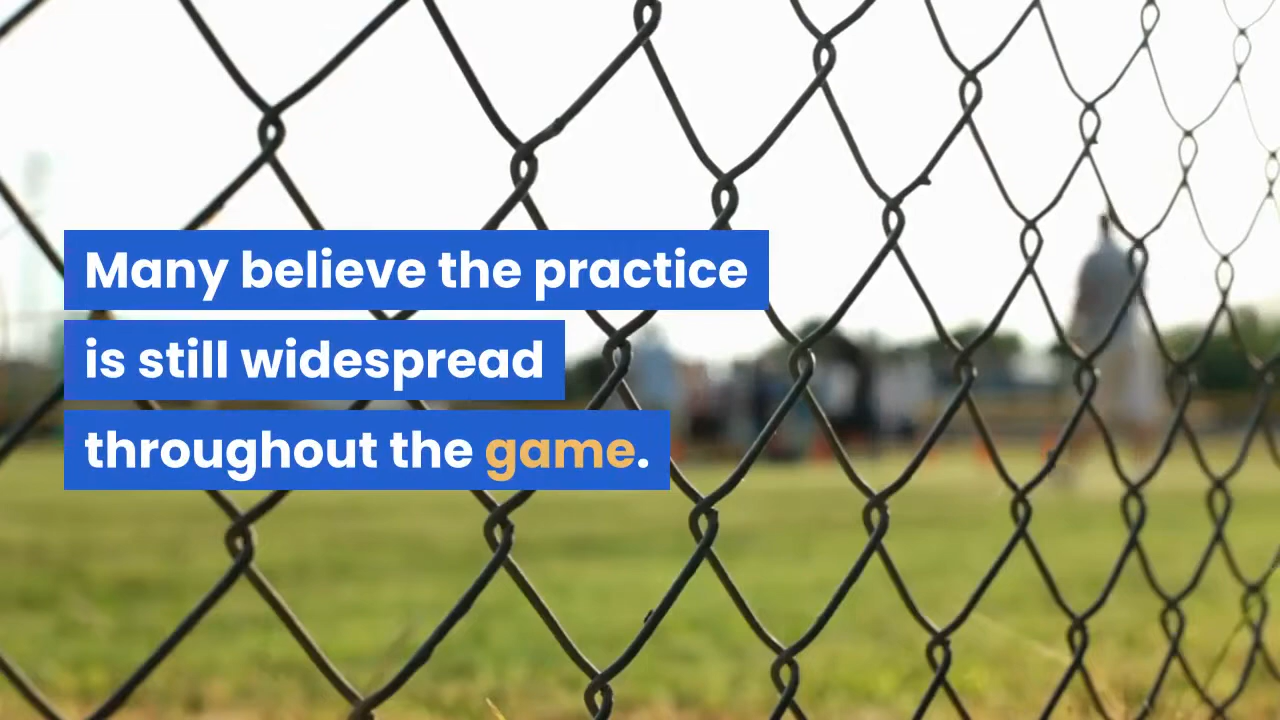 Many believe the practice
is still widespread
throughout the game.